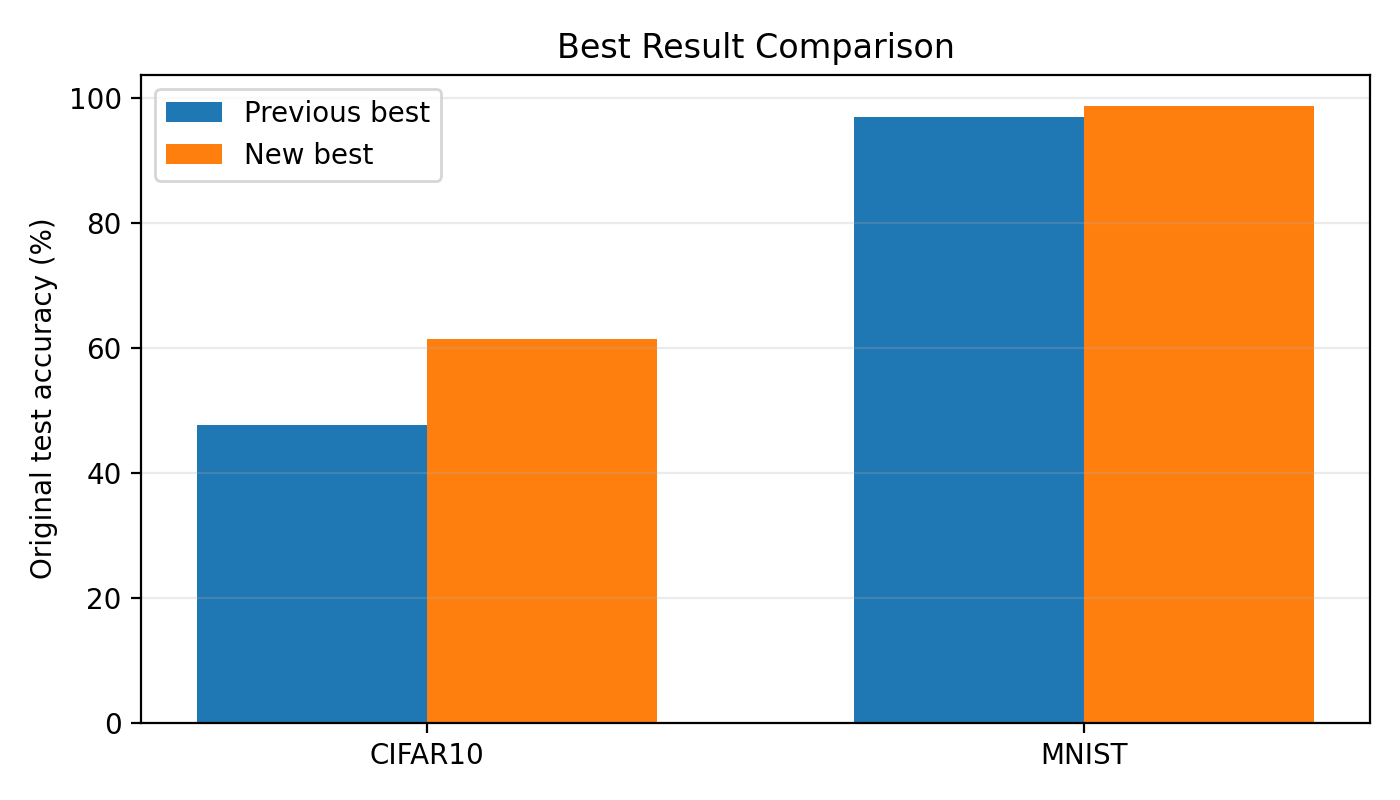 Best Result Comparison
Previous best
New best
Original test accuracy (%)
100
80
60
40
20
0
CIFAR10
MNIST